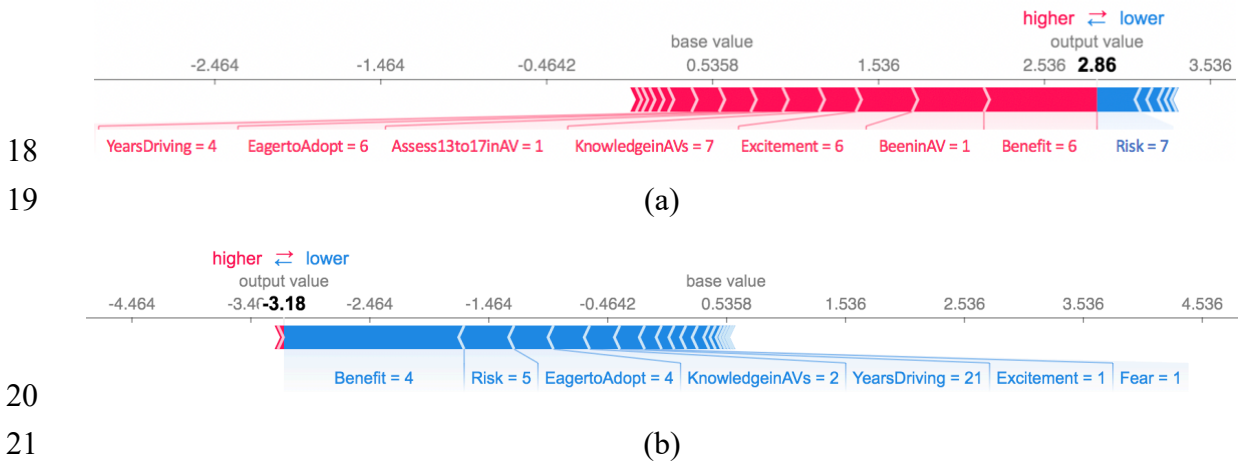 higher ⇄ lower
base value output value
-2.464 -1.464 -0.4642 0.5358 1.536 2.536 2.86 3.536
18 YearsDriving = 4 EagertoAdopt = 6 Assess13to17inAV = 1 KnowledgeinAVs = 7 Excitement = 6 BeeninAV = 1 Benefit = 6 Risk = 7
19 (a)
higher ⇄ lower
output value base value
-4.464 -3.40 -3.18 -2.464 -1.464 -0.4642 0.5358 1.536 2.536 3.536 4.536
Benefit = 4 Risk = 5 EagertoAdopt = 4 KnowledgeinAVs = 2 YearsDriving = 21 Excitement = 1 Fear = 1
20
21 (b)